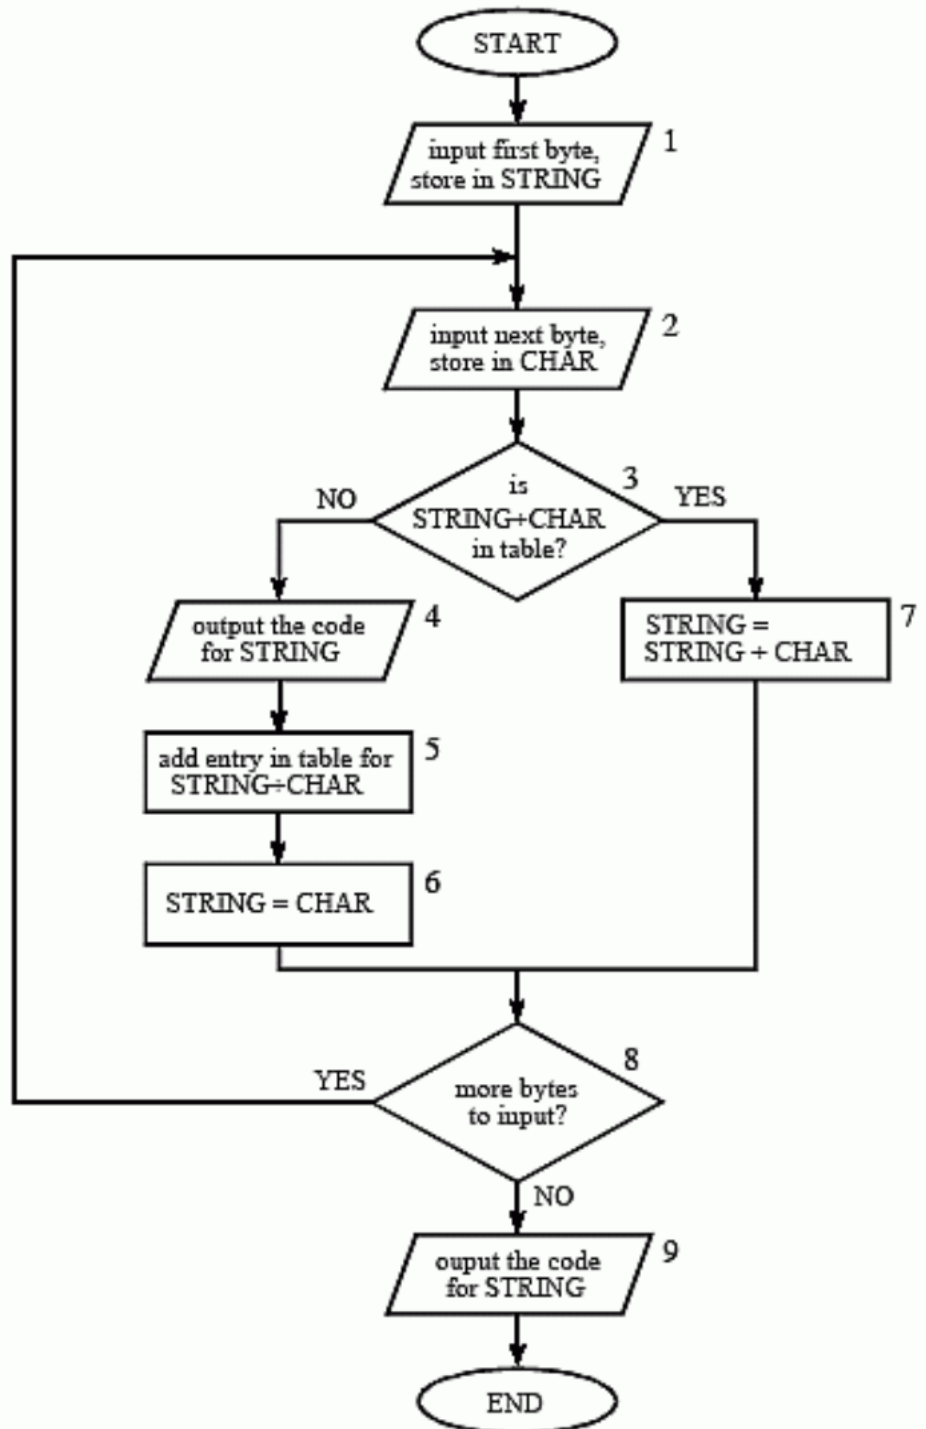 START
input first byte,
store in STRING
1
input next byte,
store in CHAR
2
is
STRING+CHAR
in table?
3
NO
YES
output the code
for STRING
4
STRING =
STRING + CHAR
7
add entry in table for
STRING+CHAR
5
STRING = CHAR
6
more bytes
to input?
8
YES
NO
ouput the code
for STRING
9
END